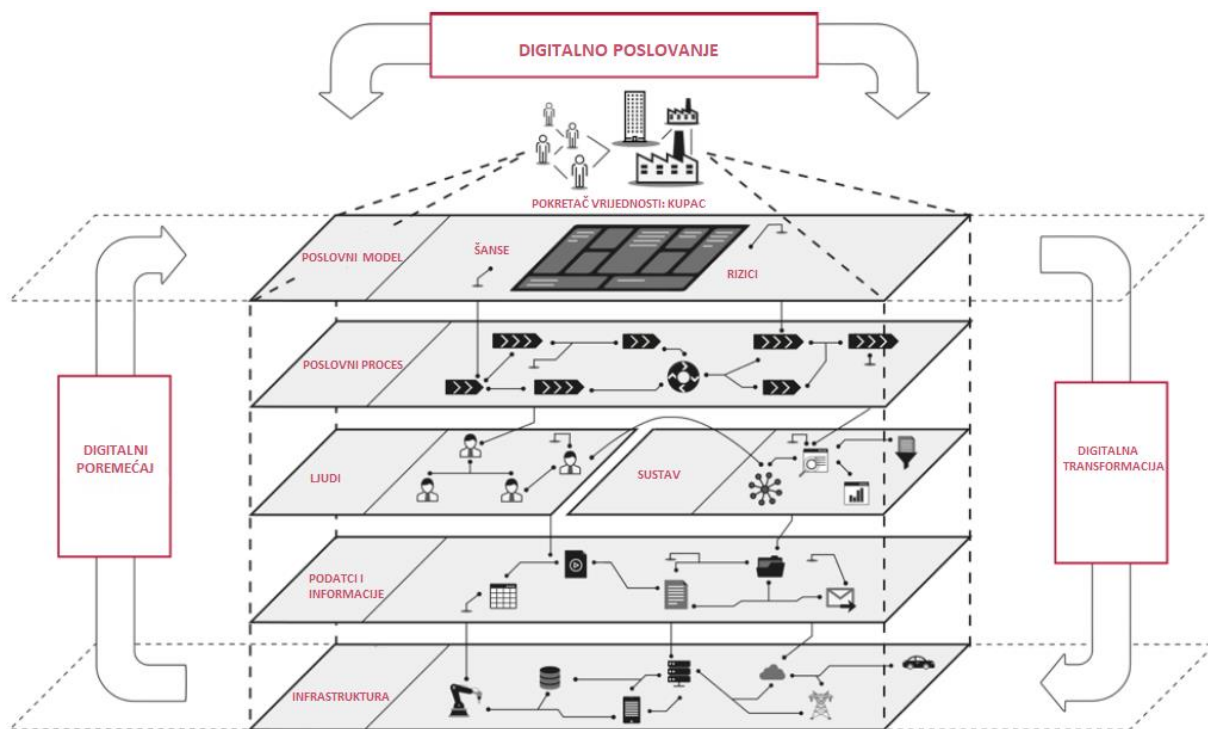 DIGITALNO POSLOVANJE
POKRETAČ VRIJEDNOSTI: KUPAC
POSLOVNI MODEL
ŠANSE
RIZICI
POSLOVNI PROCES
DIGITALNI
POREMEĆAJ
DIGITALNA
TRANSFORMACIJA
LJUDI
SUSTAV
PODATCI I
INFORMACIJE
INFRASTRUKTURA